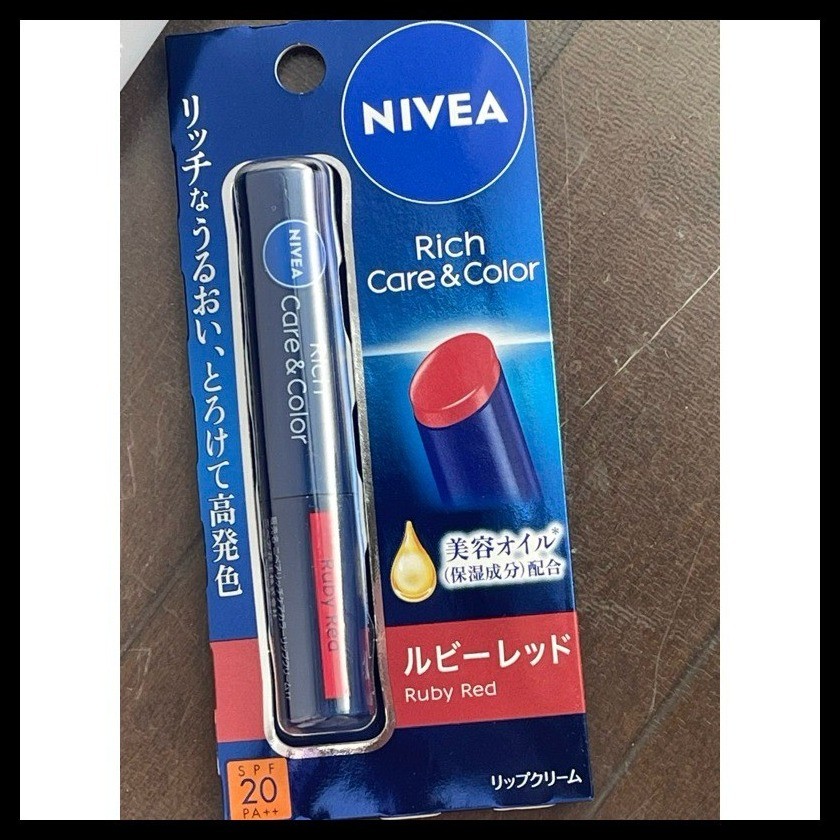 NIVEA
Rich
Care & Color
リッチなうるおい、とろけて高発色
NIVEA
Rich
Care & Color
Ruby Red
美容オイル*
(保湿成分)配合
ルビーレッド
Ruby Red
SPF
20
PA++
リップクリーム